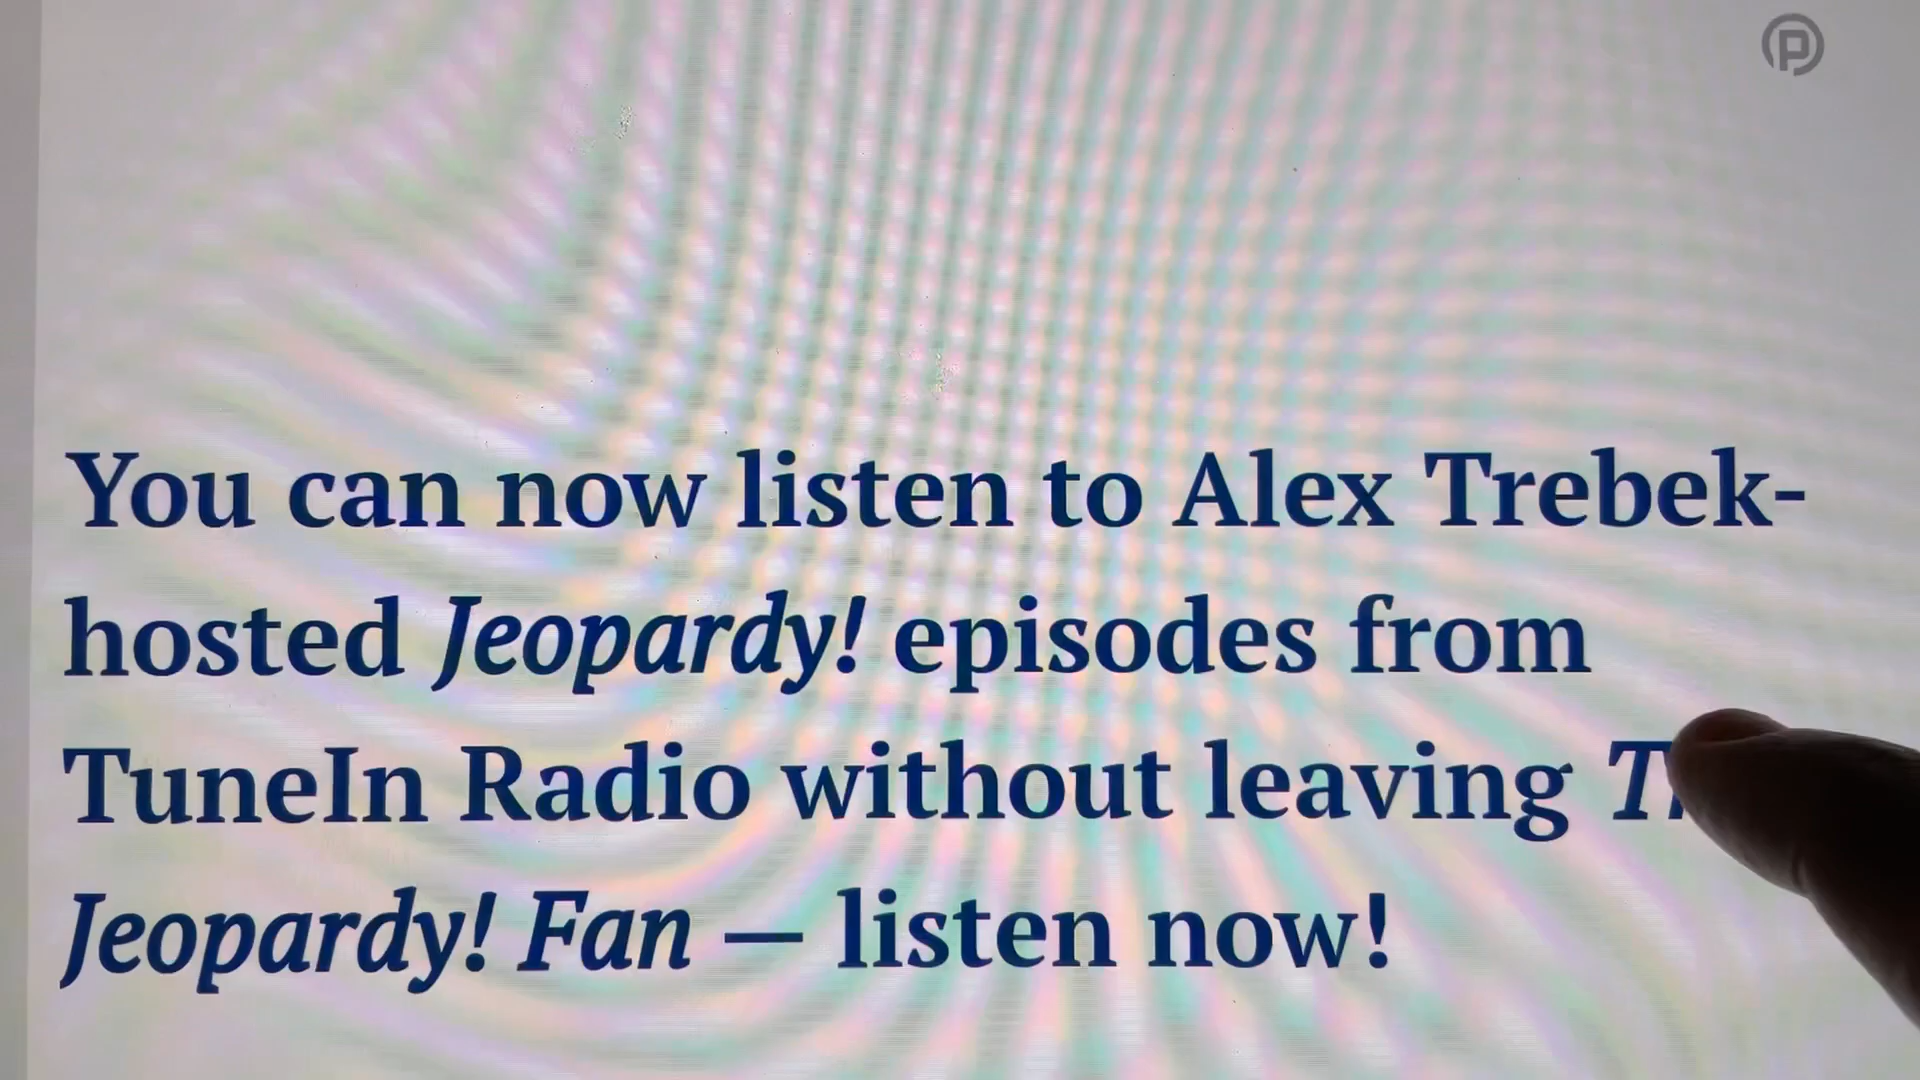 You can now listen to Alex Trebek-
hosted Jeopardy! episodes from
TuneIn Radio without leaving
Jeopardy! Fan — listen now!